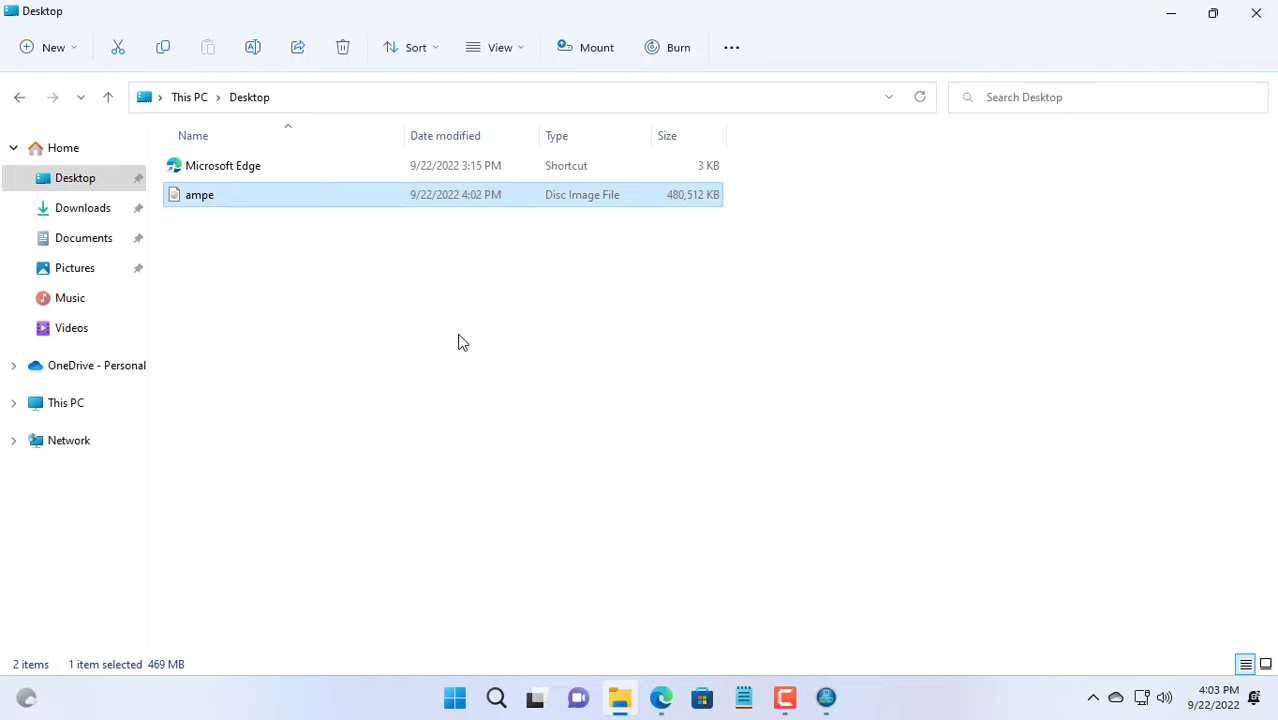 Desktop
New
Sort
View
Mount
Burn
This PC > Desktop
Search Desktop
Name Date modified Type Size
Microsoft Edge 9/22/2022 3:15 PM Shortcut 3 KB
ampe 9/22/2022 4:02 PM Disc Image File 480,512 KB
Home
Desktop
Downloads
Documents
Pictures
Music
Videos
OneDrive - Personal
This PC
Network
2 items 1 item selected 469 MB
4:03 PM
9/22/2022